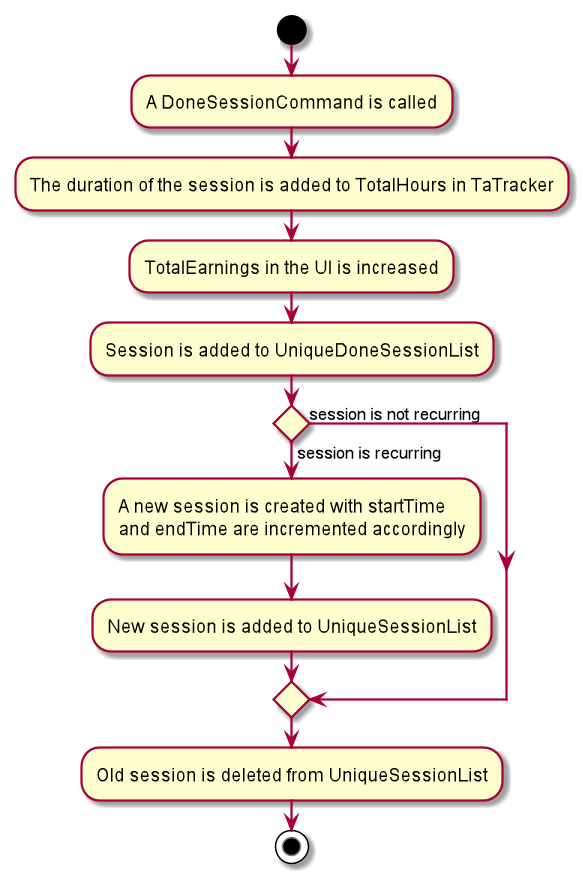 A DoneSessionCommand is called
The duration of the session is added to TotalHours in TaTracker
TotalEarnings in the UI is increased
Session is added to UniqueDoneSessionList
session is not recurring
session is recurring
A new session is created with startTime
and endTime are incremented accordingly
New session is added to UniqueSessionList
Old session is deleted from UniqueSessionList